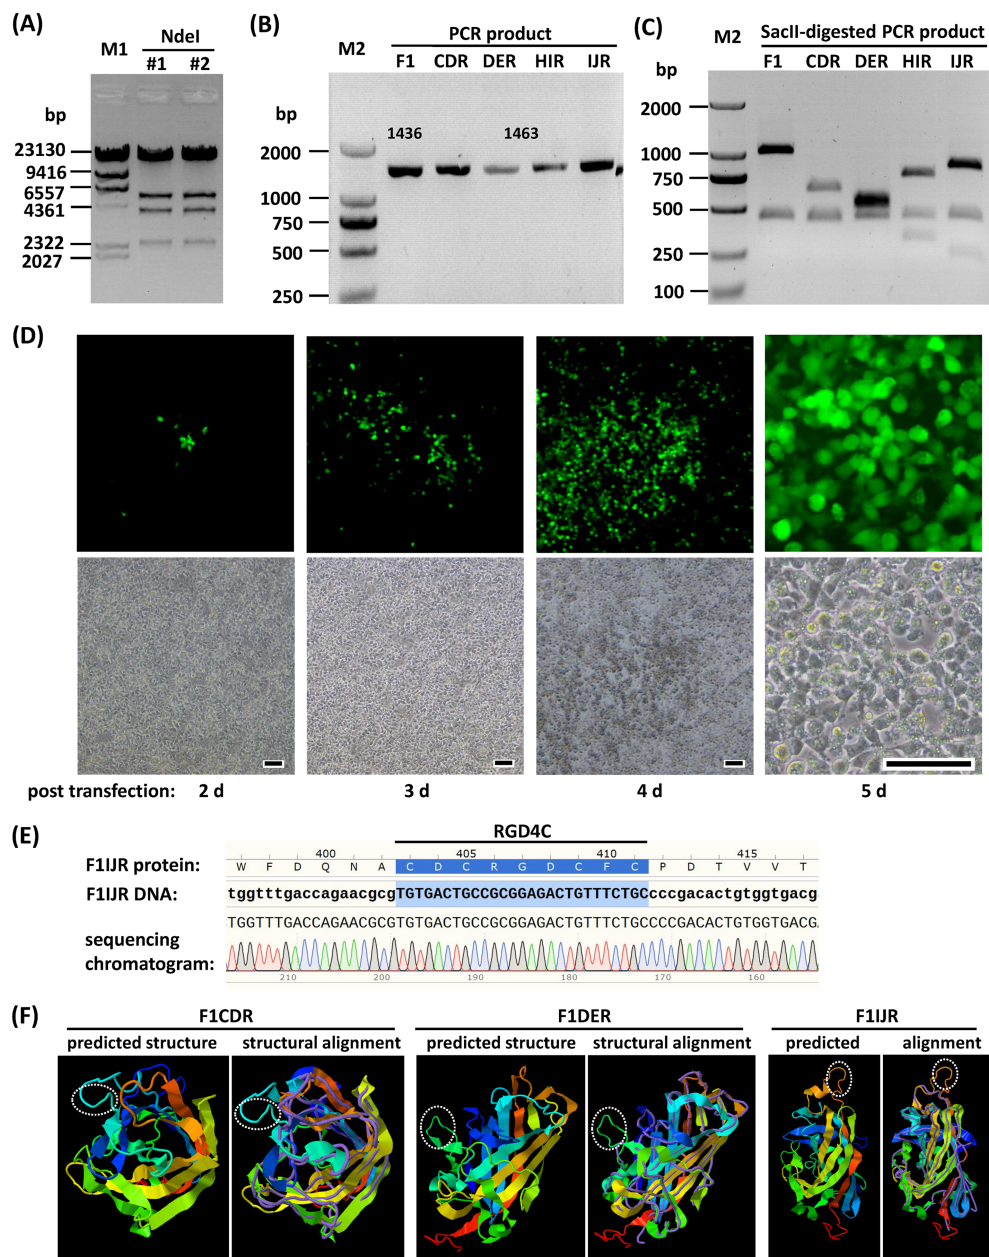 (A)
NdeI
M1
#1 #2
bp
23130
9416
6557
4361
2322
2027
(B)
PCR product
M2
F1 CDR DER HIR IJR
bp
1436 1463
2000
1000
750
500
250
(C)
SacII-digested PCR product
M2
F1 CDR DER HIR IJR
bp
2000
1000
750
500
250
100
(D)
post transfection: 2 d 3 d 4 d 5 d
(E)
RGD4C
400 405 410 415
F1IJR protein: W F D Q N A C D C R G D C F C P D T V V T
F1IJR DNA: tggtttgaccagaacgcgTGTGACTGCCGCGGAGACTGTTTCTGCcccgacactgtggtgacg
TGGTTTGACCAGAACGCGTGTGACTGCCGCGGAGACTGTTTCTGCCCCGACACTGTGGTGACG
sequencing
chromatogram:
210 200 190 180 170 160
(F)
F1CDR F1DER F1IJR
predicted structure structural alignment predicted structure structural alignment predicted alignment